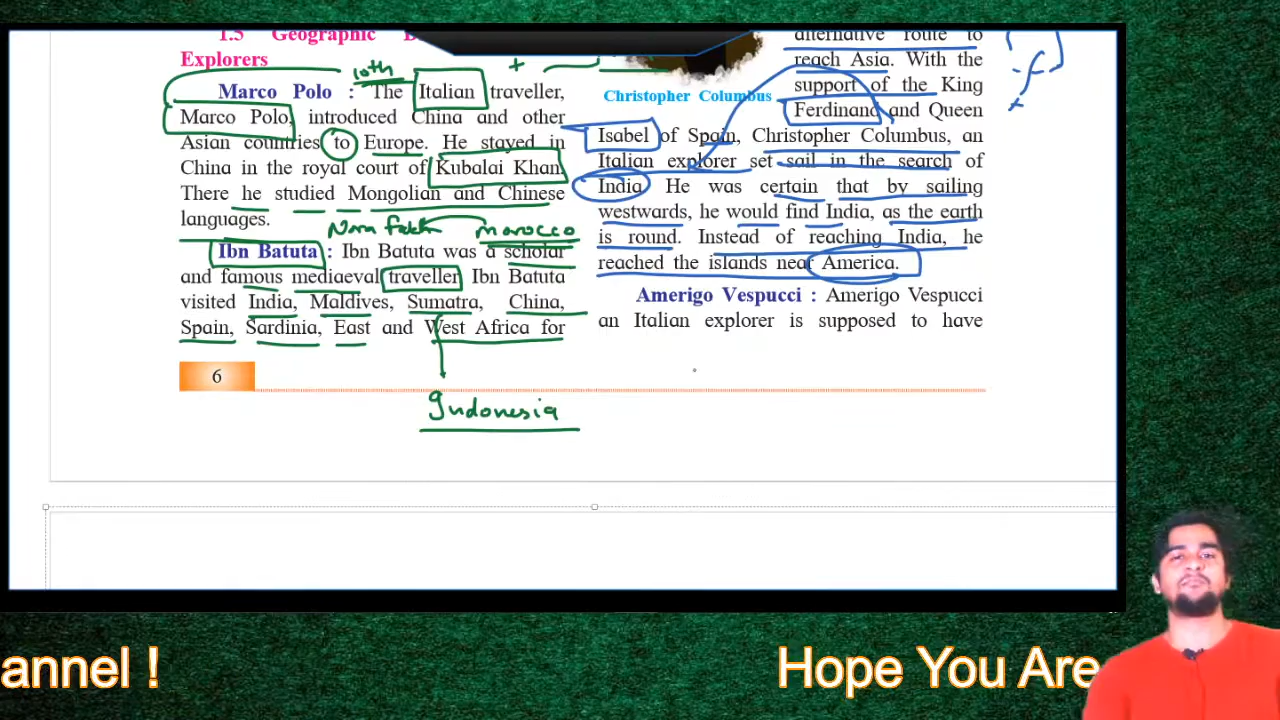 1.5 Geographic
Explorers
10th
Marco Polo : The Italian traveller,
Marco Polo, introduced China and other
Asian countries to Europe. He stayed in
China in the royal court of Kubalai Khan.
There he studied Mongolian and Chinese
languages.
marocco
Ibn Batuta : Ibn Batuta was a scholar
and famous mediaeval traveller. Ibn Batuta
visited India, Maldives, Sumatra, China,
Spain, Sardinia, East and West Africa for
6
Indonesia
alternative route to
reach Asia. With the
support of the King
Christopher Columbus
Ferdinand and Queen
Isabel of Spain, Christopher Columbus, an
Italian explorer set sail in the search of
India. He was certain that by sailing
westwards, he would find India, as the earth
is round. Instead of reaching India, he
reached the islands near America.
Amerigo Vespucci : Amerigo Vespucci
an Italian explorer is supposed to have
annel !
Hope You Are